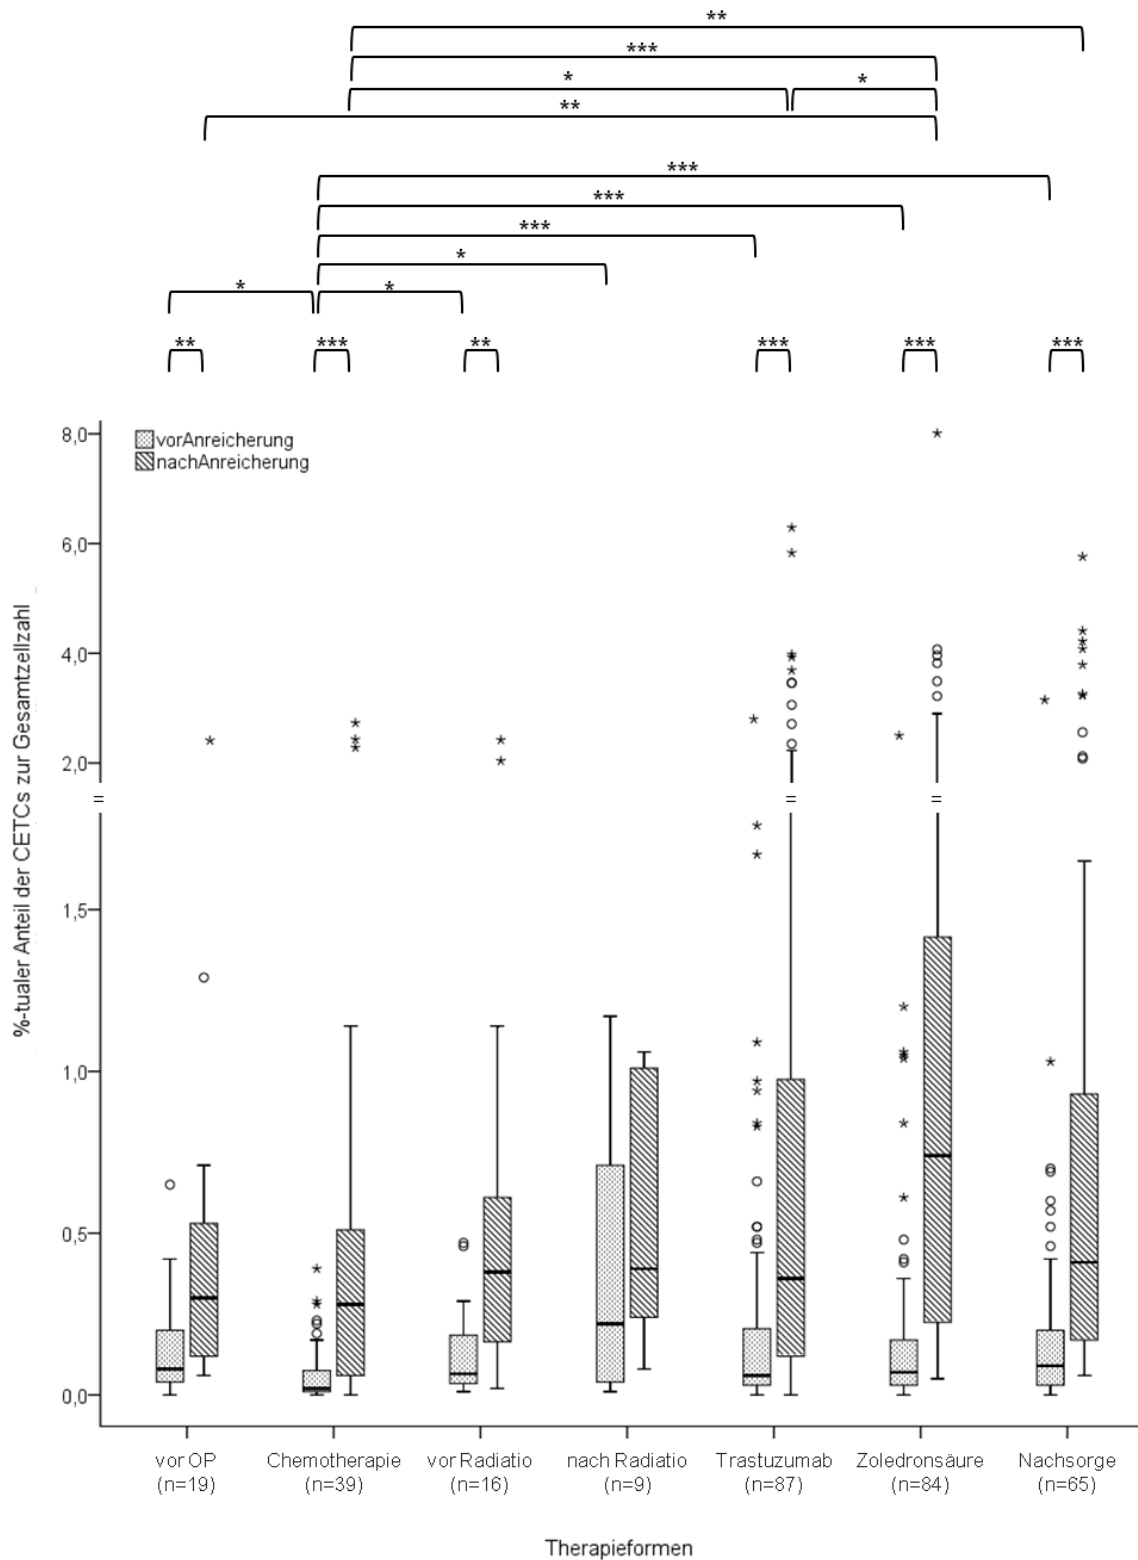 **
***
*
*
**
***
***
***
*
*
*
**
***
**
***
***
***
vorAnreicherung
nachAnreicherung
%-tualer Anteil der CETCs zur Gesamtzellzahl
8,0
6,0
4,0
2,0
=
=
=
1,5
1,0
0,5
0,0
vor OP
(n=19)
Chemotherapie
(n=39)
vor Radiatio
(n=16)
nach Radiatio
(n=9)
Trastuzumab
(n=87)
Zoledronsäure
(n=84)
Nachsorge
(n=65)
Therapieformen